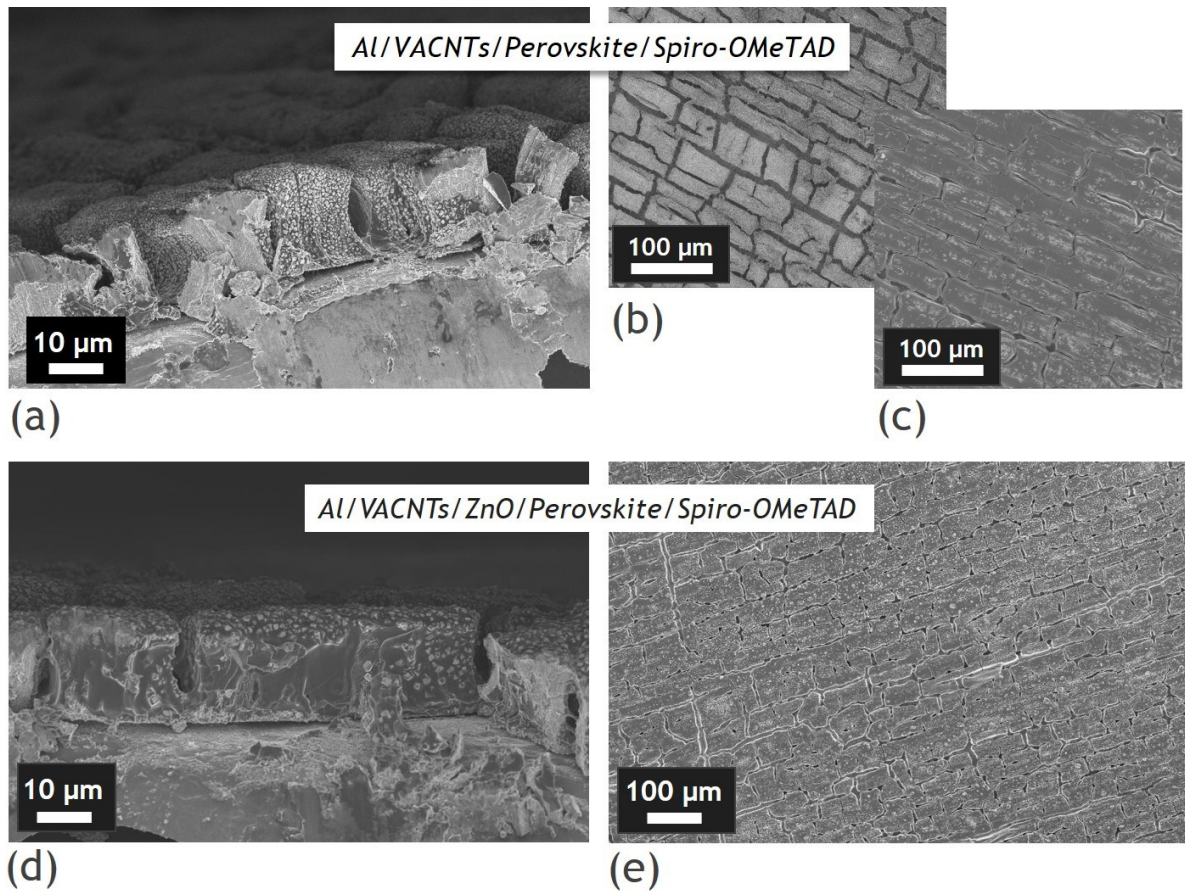 Al/VACNTs/Perovskite/Spiro-OMeTAD
10 µm
(a)
100 µm
(b)
100 µm
(c)
Al/VACNTs/ZnO/Perovskite/Spiro-OMeTAD
10 µm
(d)
100 µm
(e)